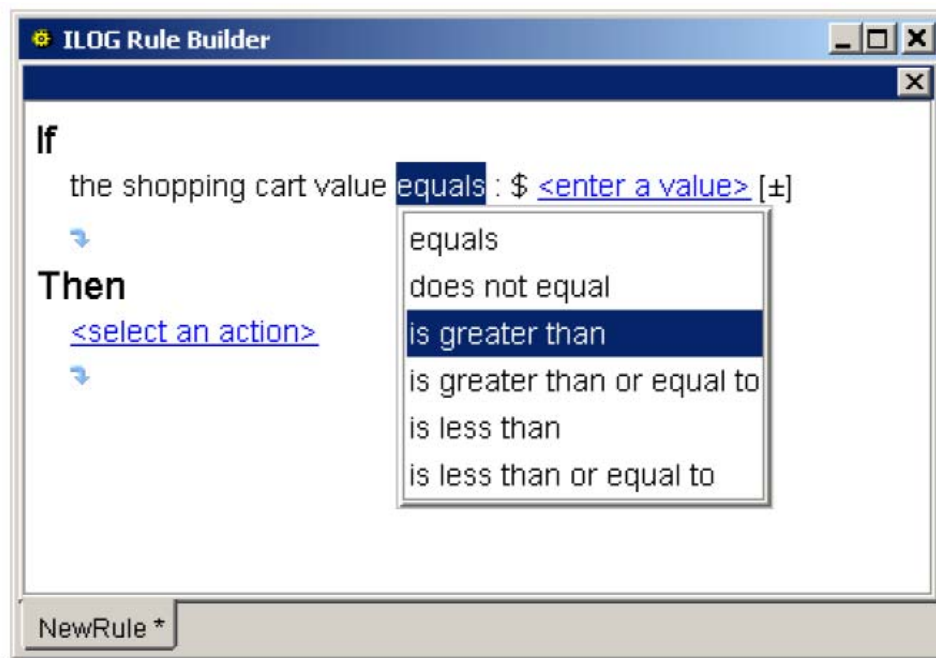 ILOG Rule Builder
If
the shopping cart value equals : $ <enter a value> [±]
equals
does not equal
is greater than
is greater than or equal to
is less than
is less than or equal to
Then
<select an action>
NewRule *